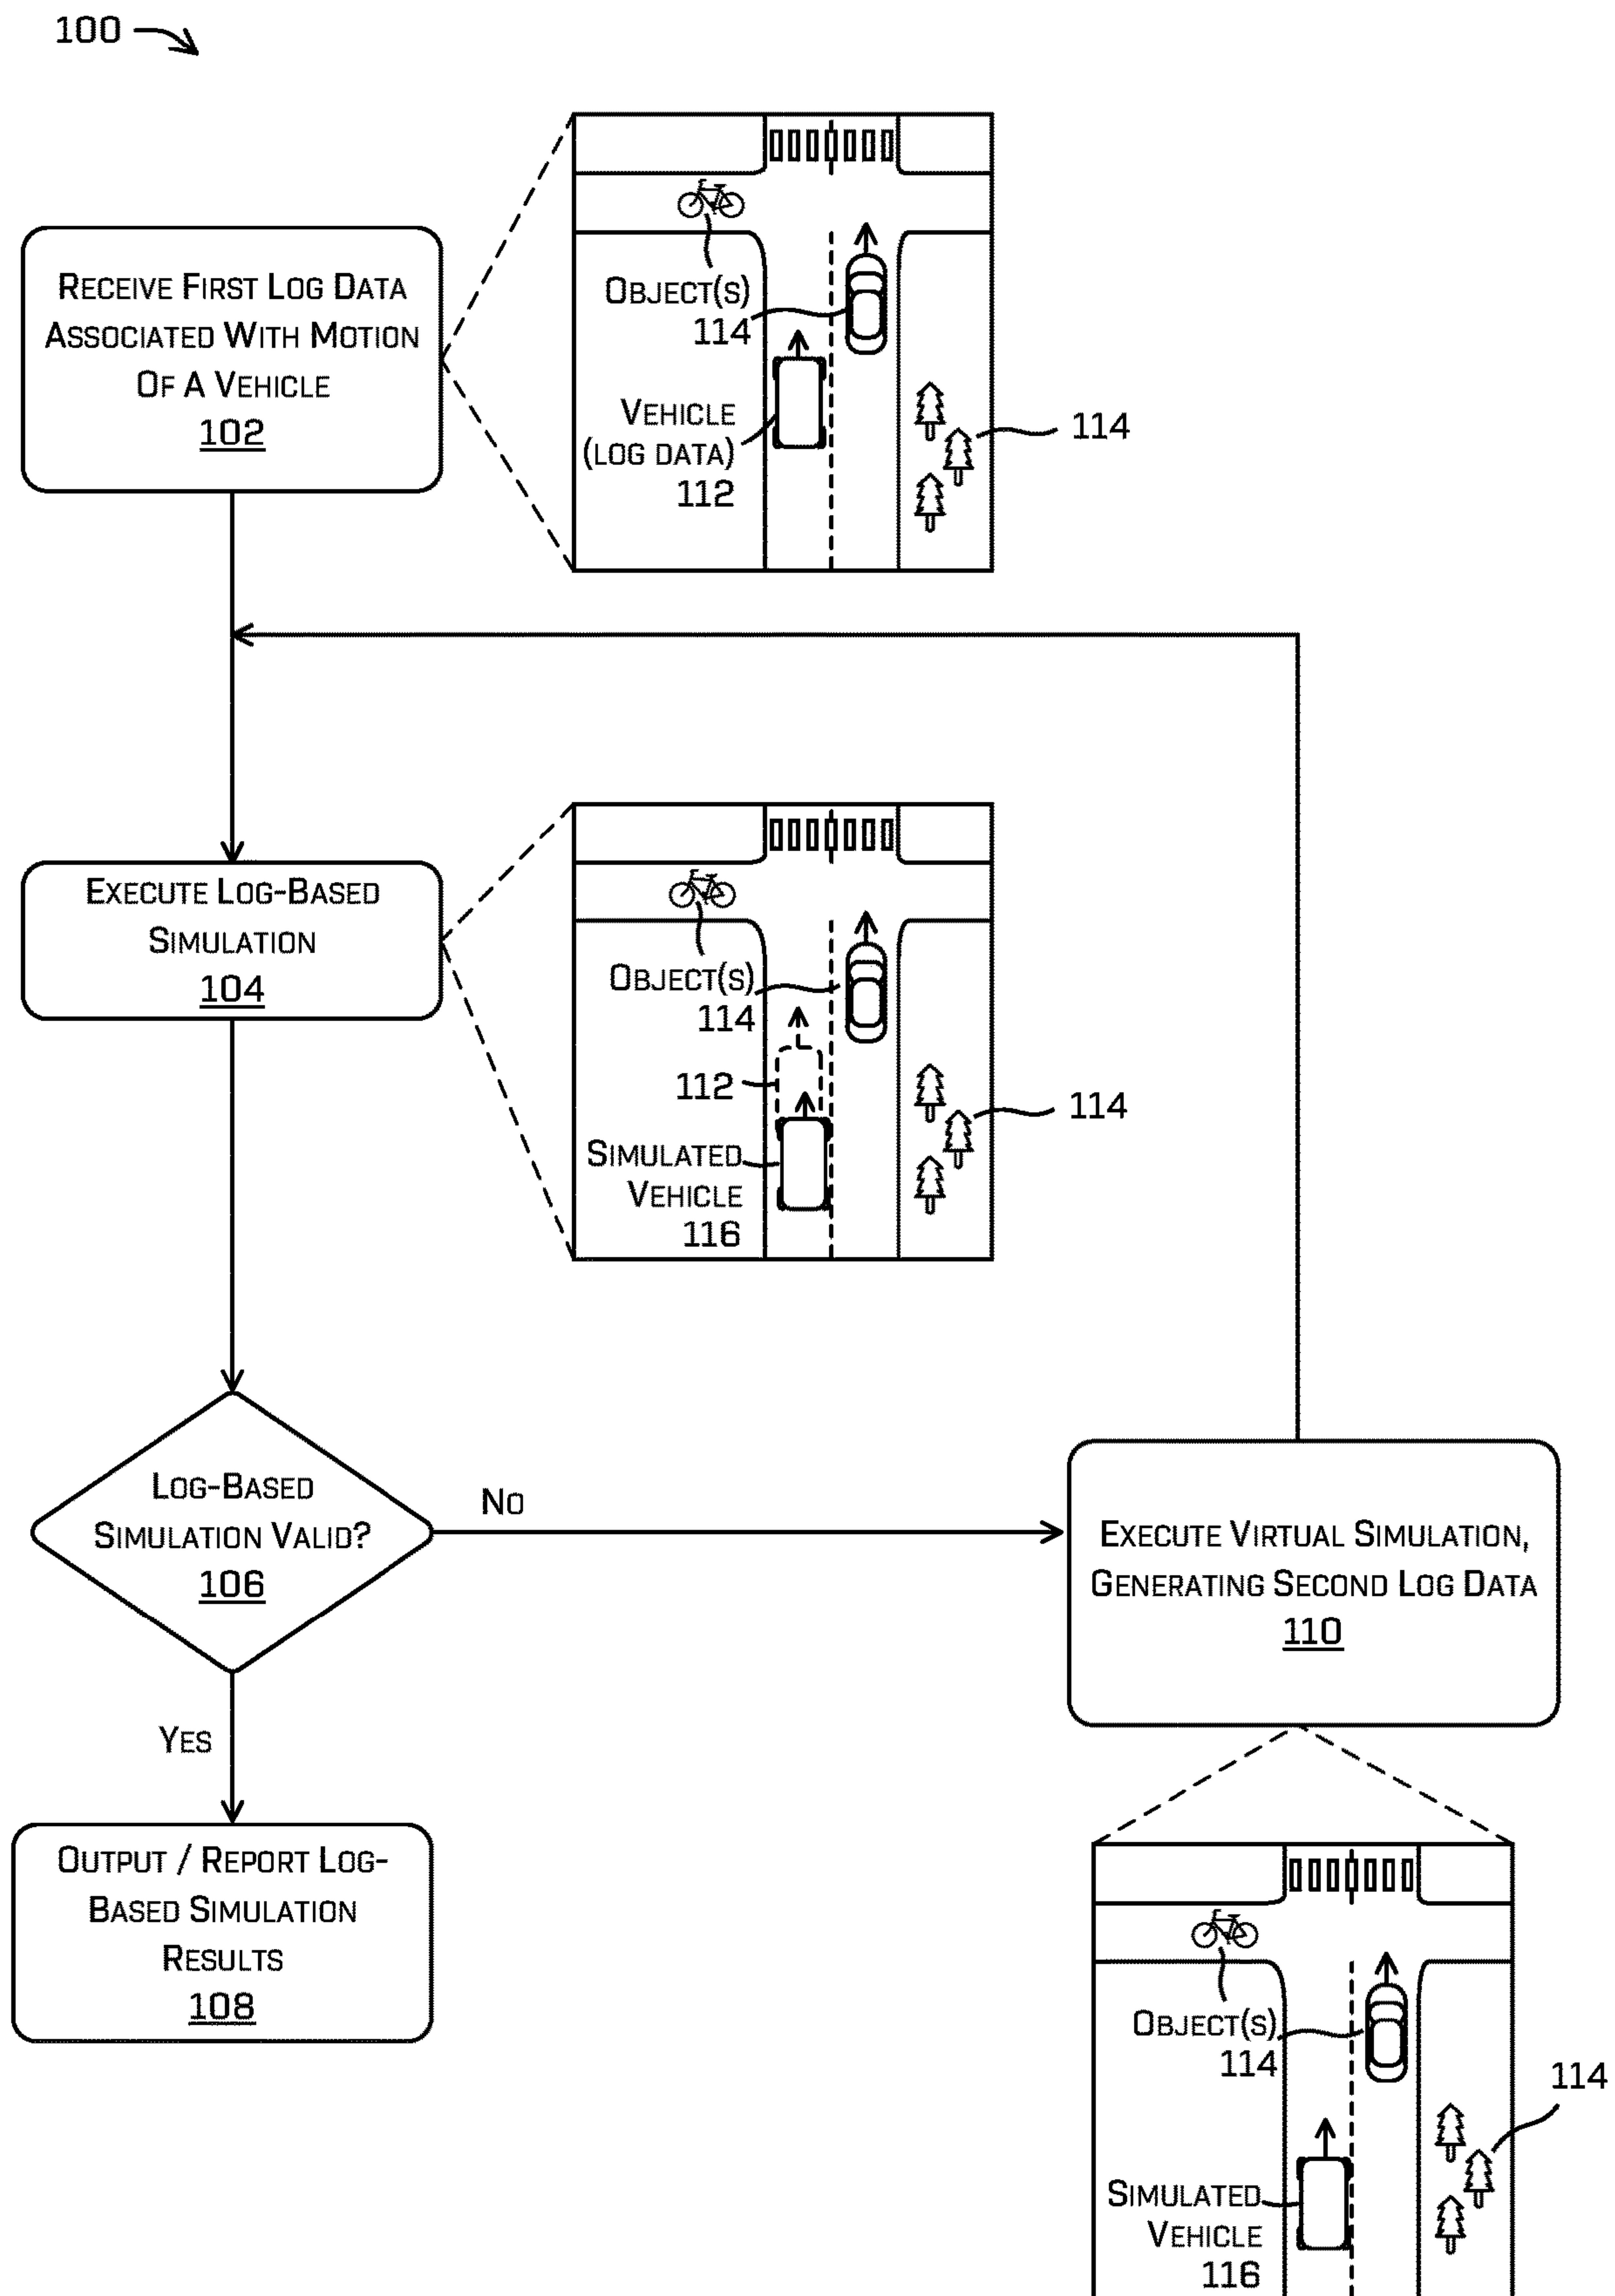 100
Receive First Log Data
Associated With Motion
Of A Vehicle
102
Object(s)
114
Vehicle
(log data)
112
114
Execute Log-Based
Simulation
104
Object(s)
114
112
Simulated
Vehicle
116
114
Log-Based
Simulation Valid?
106
No
Yes
Execute Virtual Simulation,
Generating Second Log Data
110
Output / Report Log-
Based Simulation
Results
108
Object(s)
114
114
Simulated
Vehicle
116